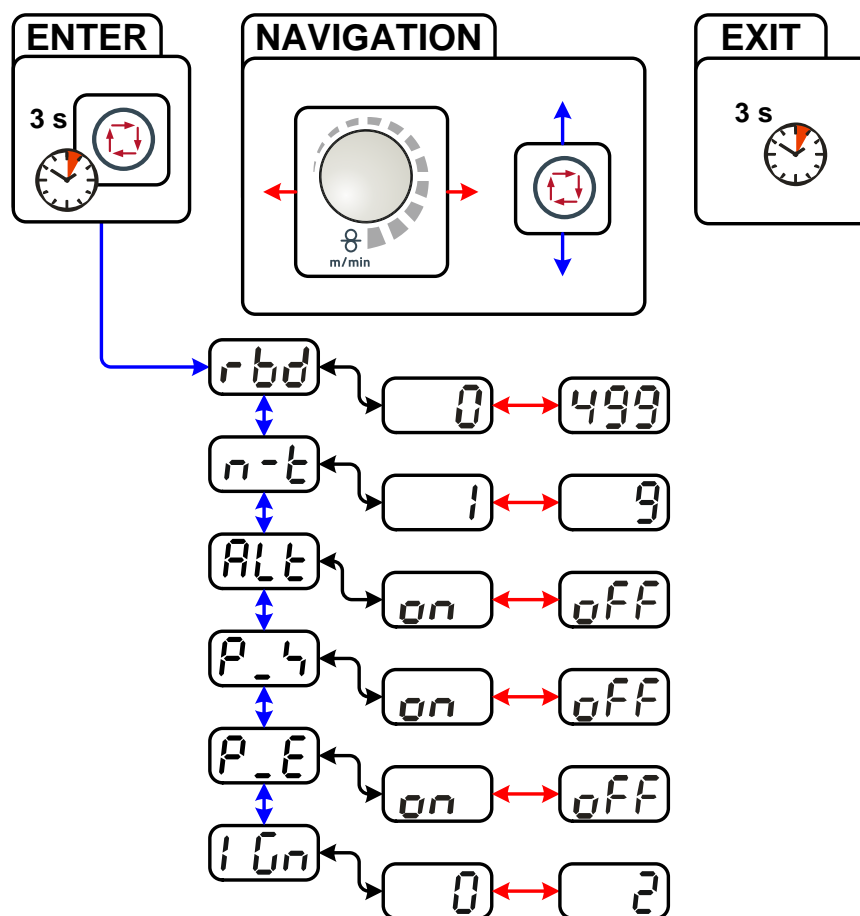 ENTER
NAVIGATION
EXIT
3 s
3 s
m/min
rbd
0
499
n-t
1
9
ALt
on
oFF
P_4
on
oFF
P_E
on
oFF
IGn
0
2